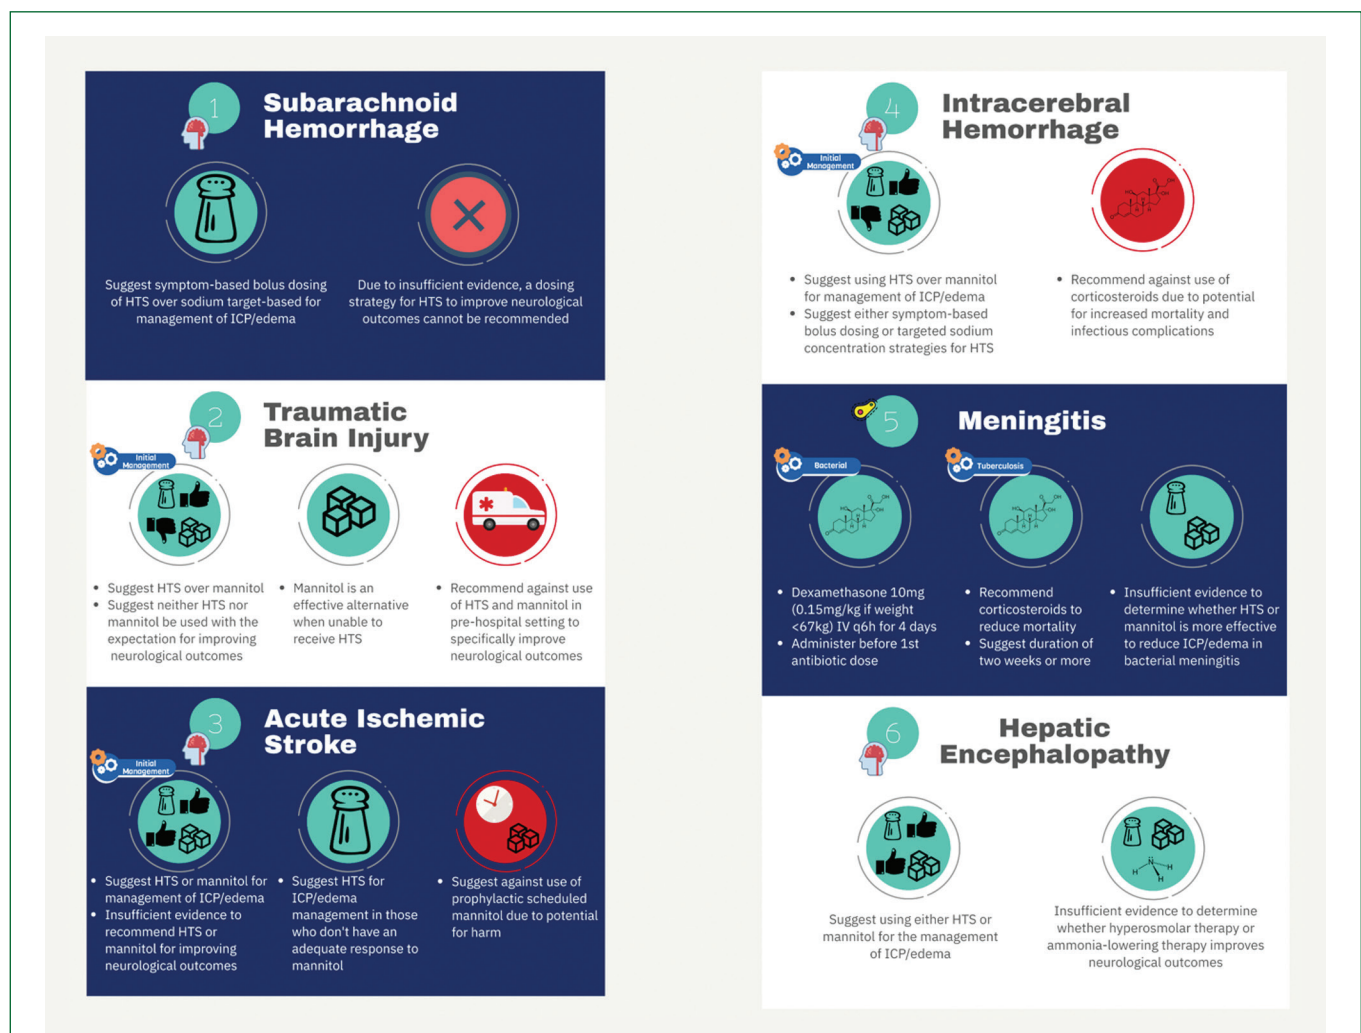 1
Subarachnoid
Hemorrhage
Suggest symptom-based bolus dosing
of HTS over sodium target-based for
management of ICP/edema
Due to insufficient evidence, a dosing
strategy for HTS to improve neurological
outcomes cannot be recommended
2
Traumatic
Brain Injury
Initial
Management
• Suggest HTS over mannitol
• Suggest neither HTS nor
mannitol be used with the
expectation for improving
neurological outcomes
• Mannitol is an
effective alternative
when unable to
receive HTS
• Recommend against use
of HTS and mannitol in
pre-hospital setting to
specifically improve
neurological outcomes
3
Acute Ischemic
Stroke
Initial
Management
• Suggest HTS or mannitol for
management of ICP/edema
• Insufficient evidence to
recommend HTS or
mannitol for improving
neurological outcomes
• Suggest HTS for
ICP/edema
management in those
who don't have an
adequate response to
mannitol
• Suggest against use of
prophylactic scheduled
mannitol due to potential
for harm
4
Intracerebral
Hemorrhage
Initial
Management
• Suggest using HTS over mannitol
for management of ICP/edema
• Suggest either symptom-based
bolus dosing or targeted sodium
concentration strategies for HTS
• Recommend against use of
corticosteroids due to potential
for increased mortality and
infectious complications
5
Meningitis
Bacterial
Tuberculosis
• Dexamethasone 10mg
(0.15mg/kg if weight
<67kg) IV q6h for 4 days
• Administer before 1st
antibiotic dose
• Recommend
corticosteroids to
reduce mortality
• Suggest duration of
two weeks or more
• Insufficient evidence to
determine whether HTS or
mannitol is more effective
to reduce ICP/edema in
bacterial meningitis
6
Hepatic
Encephalopathy
Suggest using either HTS or
mannitol for the management
of ICP/edema
N
H
H
H
Insufficient evidence to determine
whether hyperosmolar therapy or
ammonia-lowering therapy improves
neurological outcomes